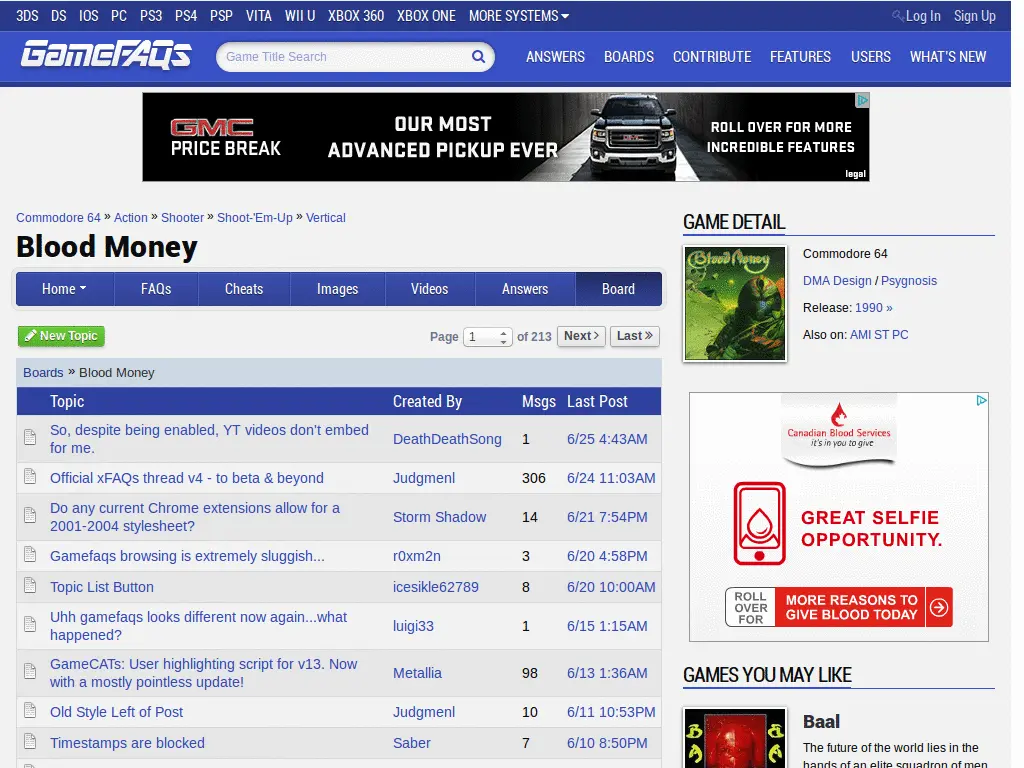 3DS DS IOS PC PS3 PS4 PSP VITA WII U XBOX 360 XBOX ONE MORE SYSTEMS Log In Sign Up
GameFAQs Game Title Search ANSWERS BOARDS CONTRIBUTE FEATURES USERS WHAT'S NEW
GMC
PRICE BREAK
OUR MOST
ADVANCED PICKUP EVER
GMC
ROLL OVER FOR MORE
INCREDIBLE FEATURES
legal
Commodore 64 » Action » Shooter » Shoot-'Em-Up » Vertical
Blood Money
Home FAQs Cheats Images Videos Answers Board
New Topic Page 1 of 213 Next > Last »
Boards » Blood Money
Topic Created By Msgs Last Post
So, despite being enabled, YT videos don't embed
for me. DeathDeathSong 1 6/25 4:43AM
Official xFAQs thread v4 - to beta & beyond Judgmenl 306 6/24 11:03AM
Do any current Chrome extensions allow for a
2001-2004 stylesheet? Storm Shadow 14 6/21 7:54PM
Gamefaqs browsing is extremely sluggish... r0xm2n 3 6/20 4:58PM
Topic List Button icesikle62789 8 6/20 10:00AM
Uhh gamefaqs looks different now again...what
happened? luigi33 1 6/15 1:15AM
GameCATs: User highlighting script for v13. Now
with a mostly pointless update! Metallia 98 6/13 1:36AM
Old Style Left of Post Judgmenl 10 6/11 10:53PM
Timestamps are blocked Saber 7 6/10 8:50PM
GAME DETAIL
Blood Money
Commodore 64
DMA Design / Psygnosis
Release: 1990 »
Also on: AMI ST PC
Canadian Blood Services
it's in you to give
GREAT SELFIE
OPPORTUNITY.
ROLL
OVER
FOR
MORE REASONS TO
GIVE BLOOD TODAY
GAMES YOU MAY LIKE
Baal
The future of the world lies in the
hands of an elite squadron of men